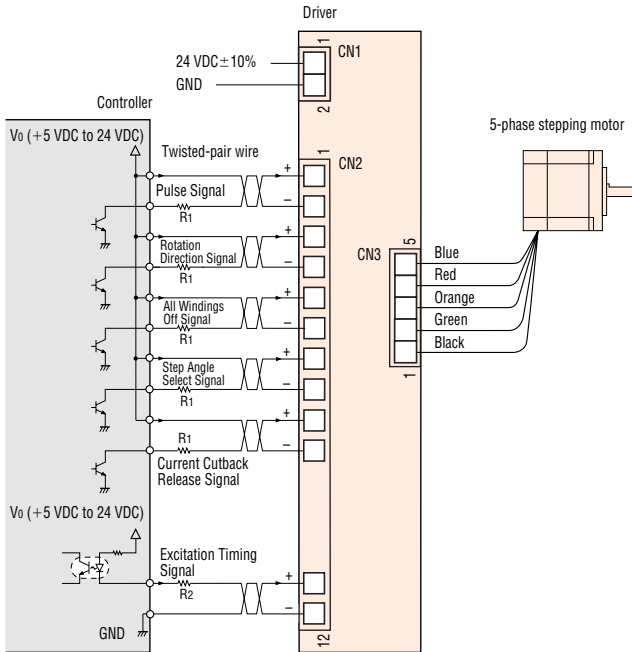 Driver
CN1
1
24 VDC±10%
GND
2
Controller
V0 (+5 VDC to 24 VDC)
Twisted-pair wire
1
CN2
5-phase stepping motor
+
Pulse Signal
−
R1
+
Rotation
Direction Signal
−
R1
CN3
5
Blue
Red
Orange
Green
Black
1
+
All Windings
Off Signal
−
R1
+
Step Angle
Select Signal
−
R1
+
R1
−
Current Cutback
Release Signal
V0 (+5 VDC to 24 VDC)
Excitation Timing
Signal
+
R2
−
GND
12